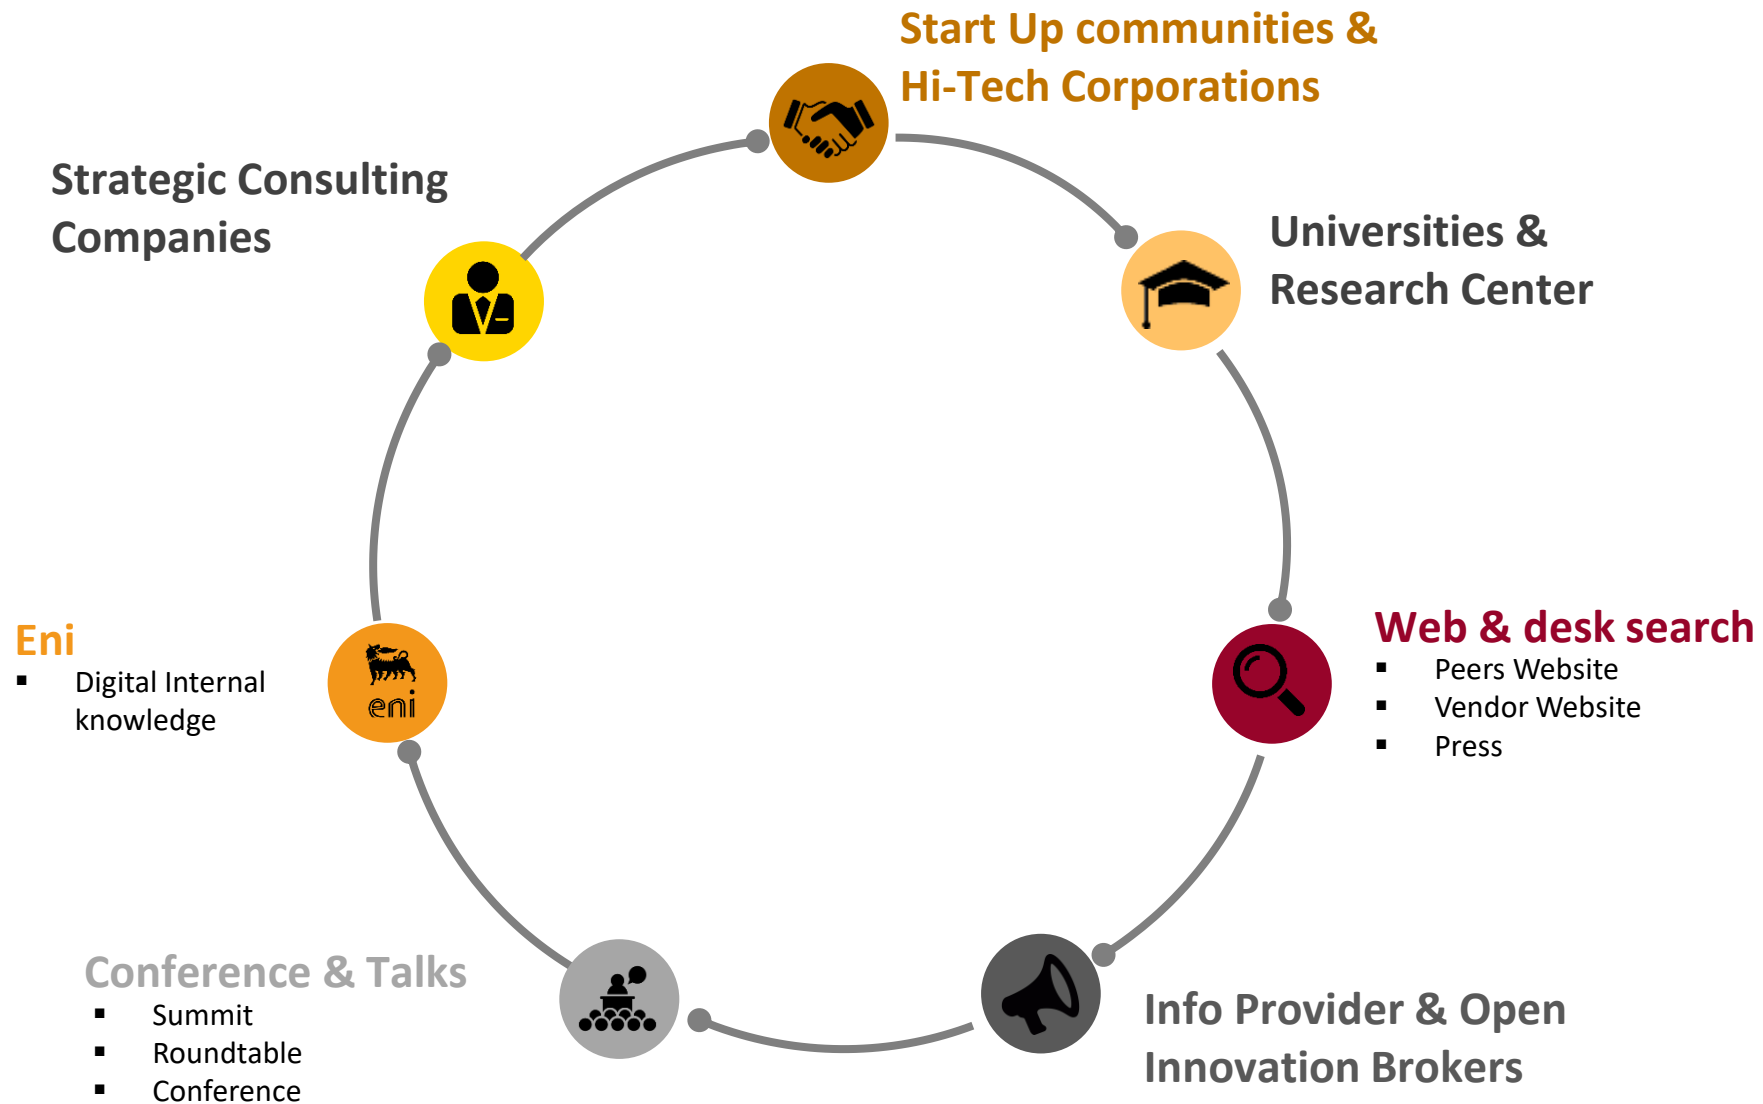 Start Up communities &
Hi-Tech Corporations
Strategic Consulting
Companies
Universities &
Research Center
Eni
▪ Digital Internal
knowledge
eni
Web & desk search
▪ Peers Website
▪ Vendor Website
▪ Press
Conference & Talks
▪ Summit
▪ Roundtable
▪ Conference
Info Provider & Open
Innovation Brokers